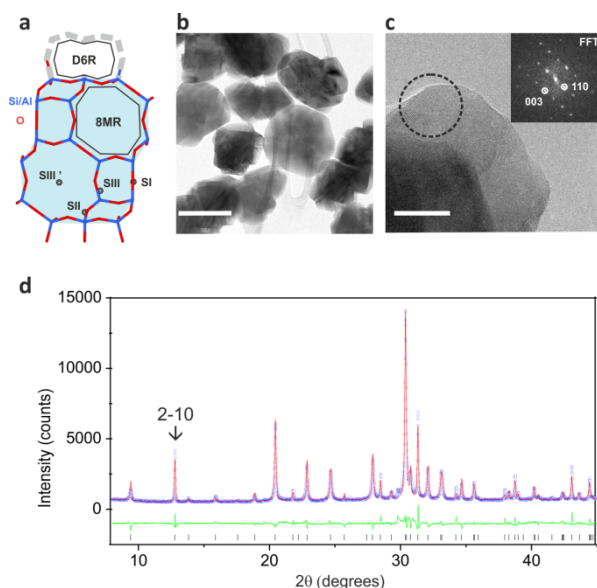 a
D6R
Si/Al
O
8MR
SIII '
SIII
SI
SII
b
c
FFT
003
110
d
15000
10000
5000
0
Intensity (counts)
2-10
10
20
30
40
2θ (degrees)